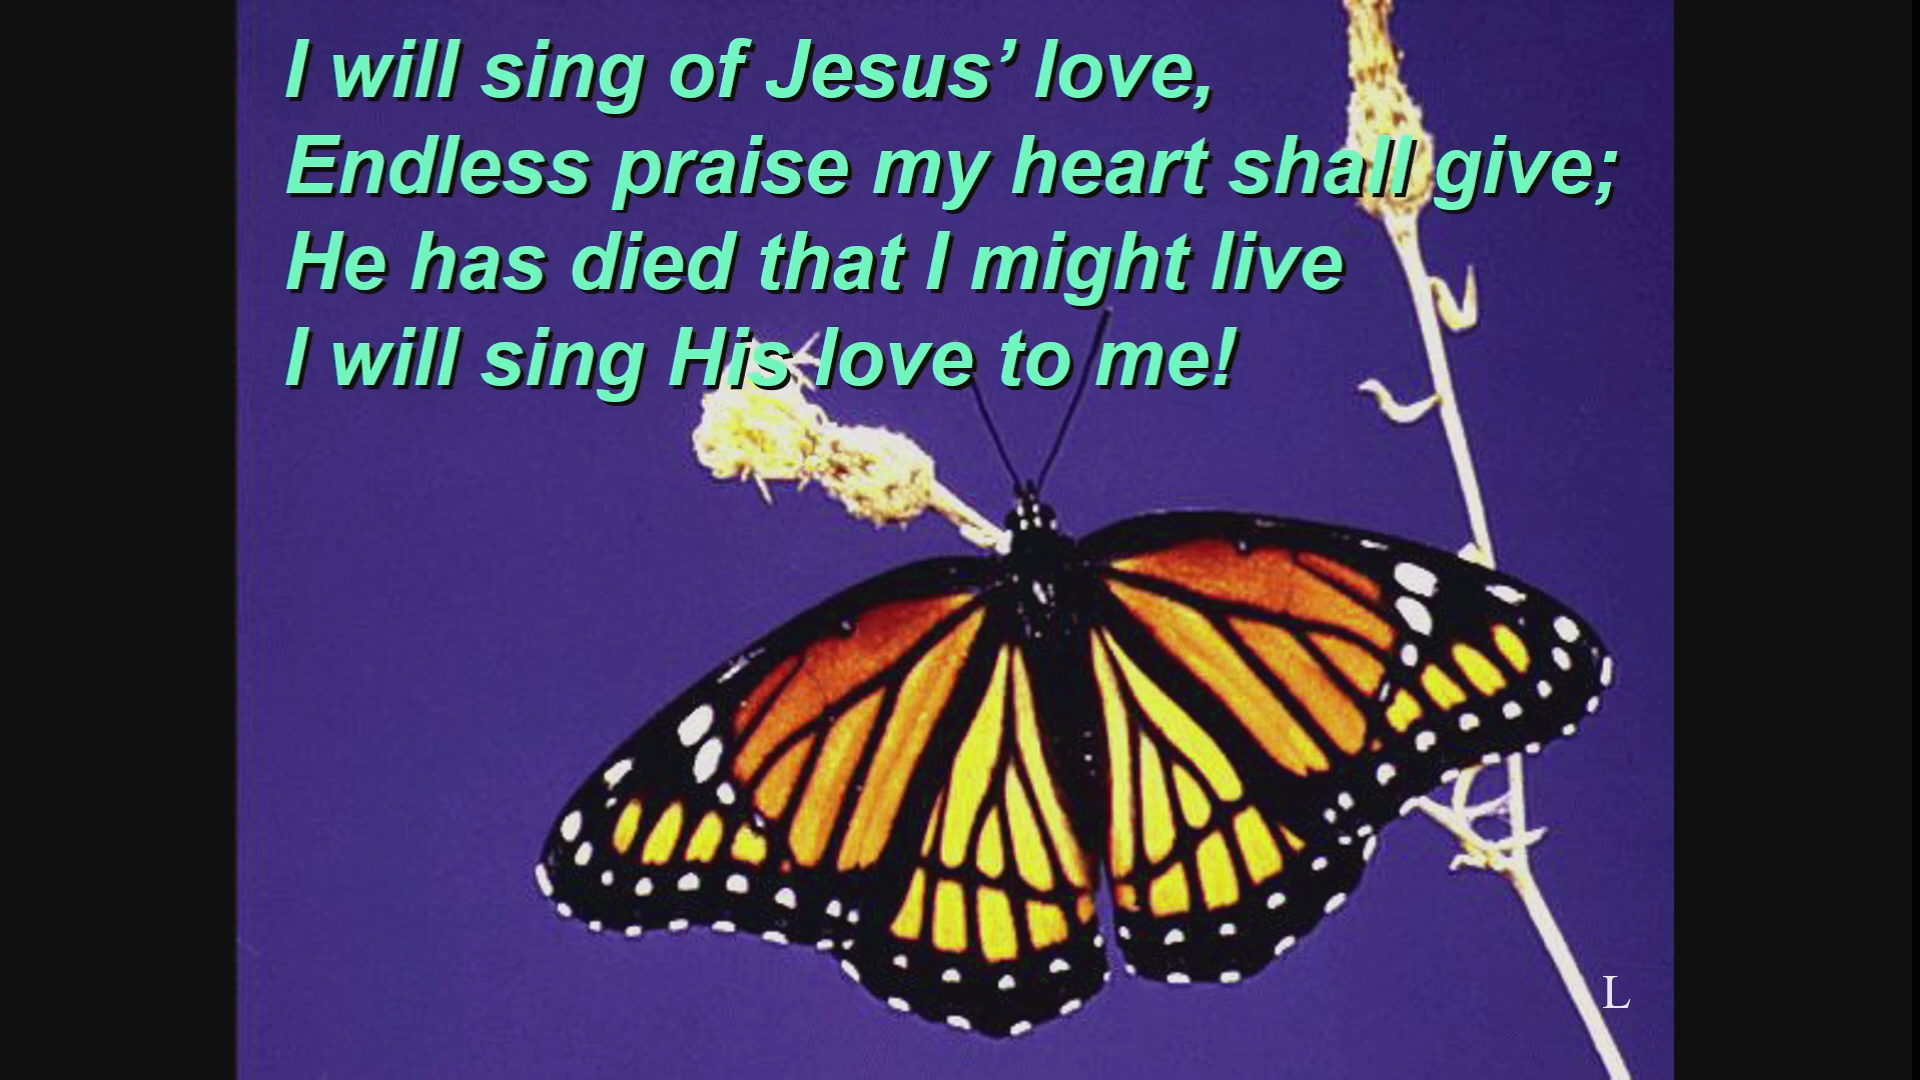 I will sing of Jesus’ love,
Endless praise my heart shall give;
He has died that I might live
I will sing His love to me!
L